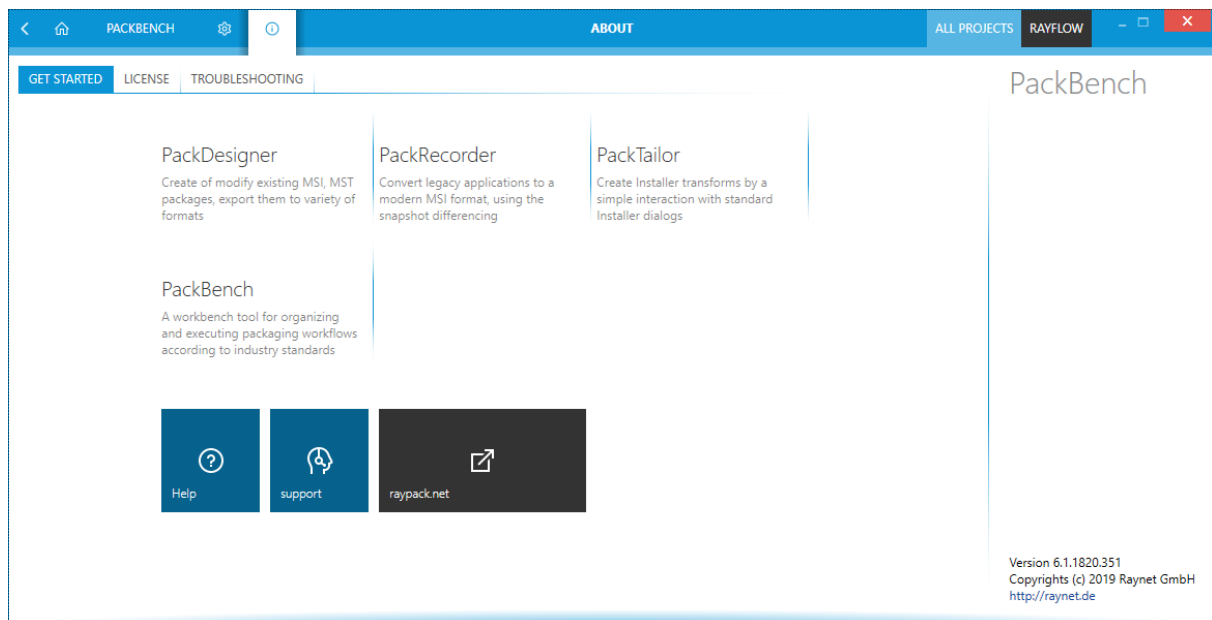 PACKBENCH
ABOUT
ALL PROJECTS
RAYFLOW
GET STARTED
LICENSE
TROUBLESHOOTING
PackBench
PackDesigner
Create of modify existing MSI, MST
packages, export them to variety of
formats
PackRecorder
Convert legacy applications to a
modern MSI format, using the
snapshot differencing
PackTailor
Create Installer transforms by a
simple interaction with standard
Installer dialogs
PackBench
A workbench tool for organizing
and executing packaging workflows
according to industry standards
Help
support
raypack.net
Version 6.1.1820.351
Copyrights (c) 2019 Raynet GmbH
http://raynet.de